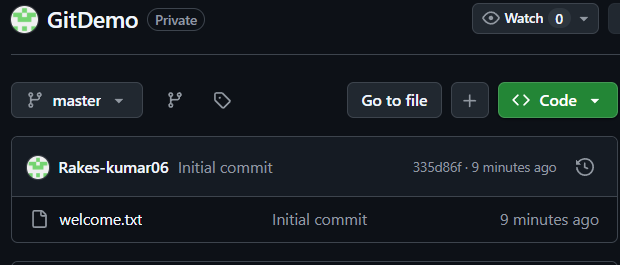 GitDemo Private Watch 0
master Go to file Code
Rakes-kumar06 Initial commit 335d86f · 9 minutes ago
welcome.txt Initial commit 9 minutes ago